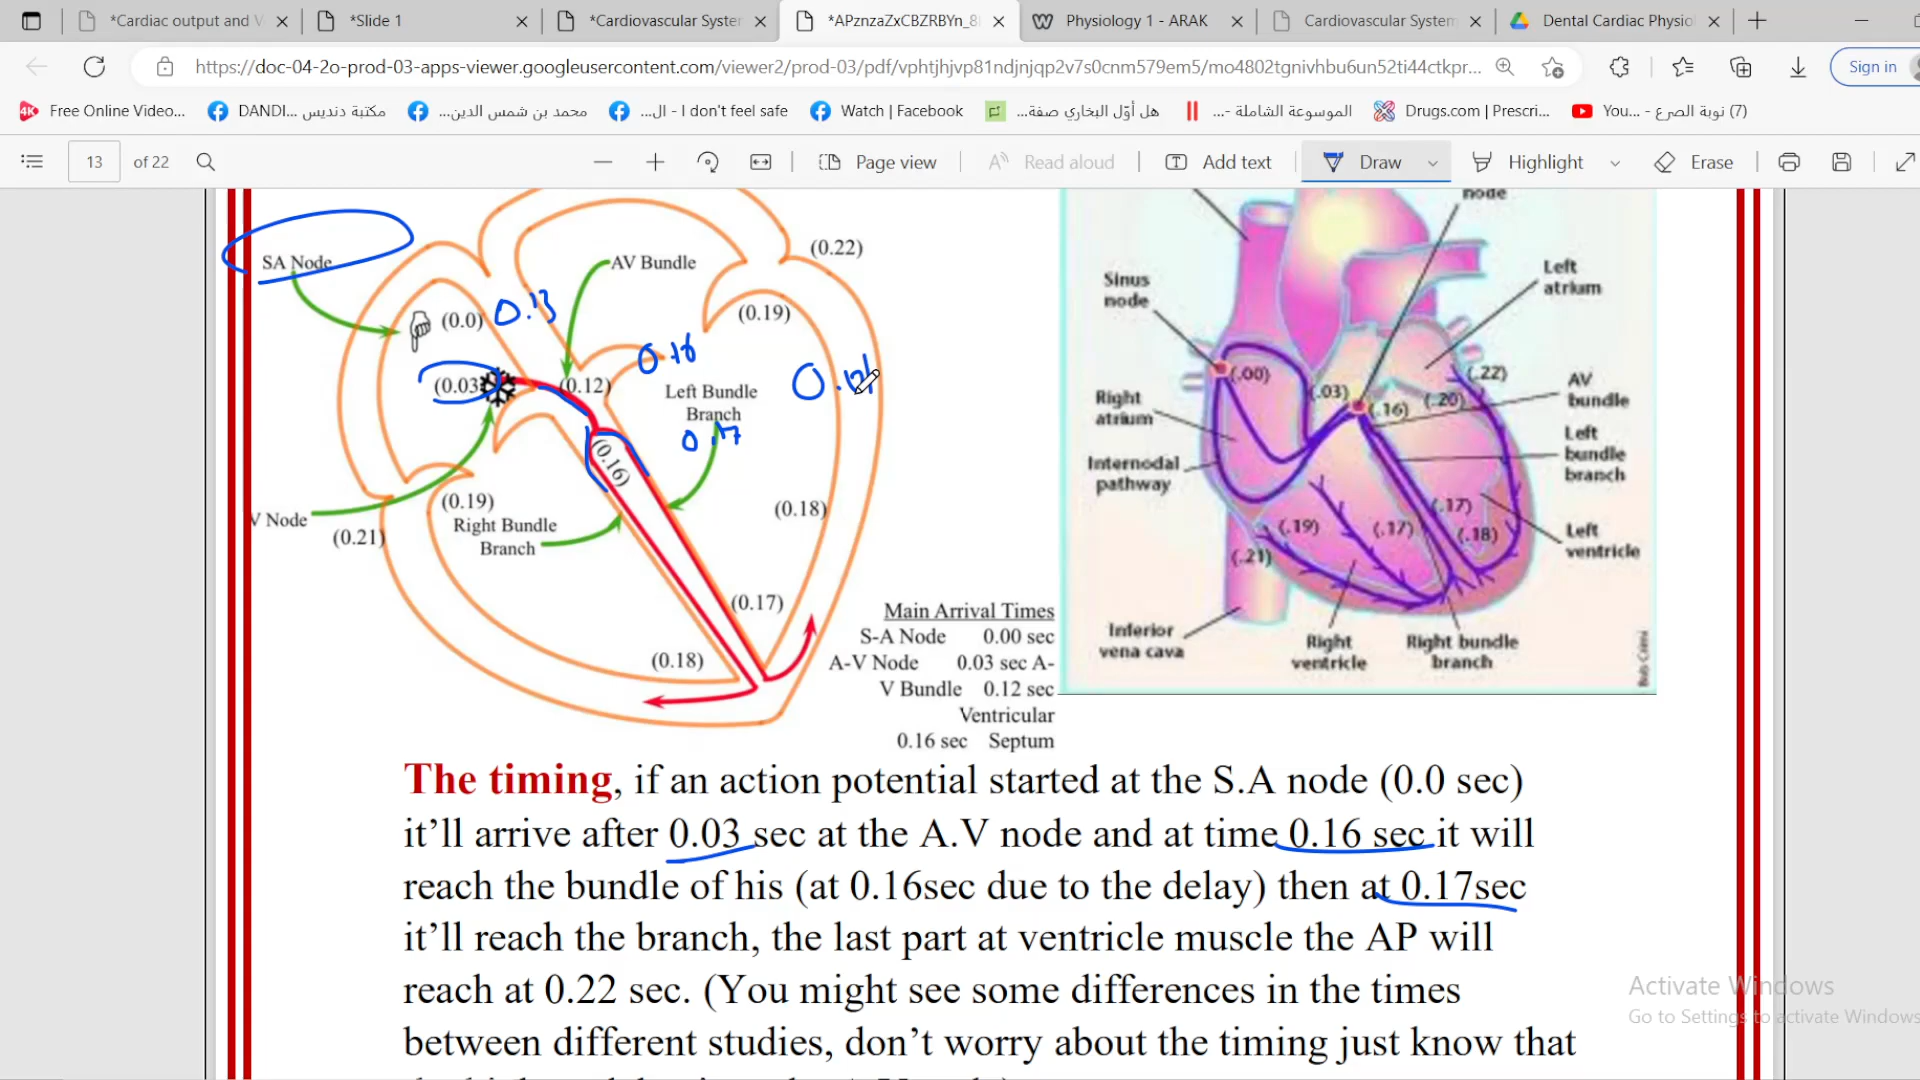 *Cardiac output and V
*Slide 1
*Cardiovascular System
*APznzaZxCBZRBYn_8
Physiology 1 - ARAK
Cardiovascular System
Dental Cardiac Physiol
https://doc-04-2o-prod-03-apps-viewer.googleusercontent.com/viewer2/prod-03/pdf/vphtjhjvp81ndjnjqp2v7s0cnm579em5/mo4802tgnivhbu6un52ti44ctkpr...
Sign in
Free Online Video...
DANDI... مكتبة دنديس
محمد بن شمس الدين...
ال... - I don't feel safe
Watch | Facebook
هل أوّل البخاري صفة...
الموسوعة الشاملة -...
Drugs.com | Prescri...
(7) نوبة الصرع - ...You
13 of 22
Page view
Read aloud
Add text
Draw
Highlight
Erase
SA Node
AV Bundle
(0.22)
(0.0)
0.13
(0.19)
(0.03)
(0.12)
0.16
Left Bundle
Branch
0.17
(0.16)
(0.19)
Right Bundle
Branch
V Node
(0.21)
(0.18)
(0.17)
(0.18)
Main Arrival Times
S-A Node 0.00 sec
A-V Node 0.03 sec A-
V Bundle 0.12 sec
Ventricular
0.16 sec Septum
node
Sinus
node
Left
atrium
(.00)
(.03)
(.16)
(.20)
(.22)
AV
bundle
Right
atrium
Left
bundle
branch
Internodal
pathway
(.19)
(.17)
(.17)
(.18)
(.21)
Left
ventricle
Inferior
vena cava
Right
ventricle
Right bundle
branch
The timing, if an action potential started at the S.A node (0.0 sec)
it’ll arrive after 0.03 sec at the A.V node and at time 0.16 sec it will
reach the bundle of his (at 0.16sec due to the delay) then at 0.17sec
it’ll reach the branch, the last part at ventricle muscle the AP will
reach at 0.22 sec. (You might see some differences in the times
between different studies, don’t worry about the timing just know that
Activate Windows
Go to Settings to activate Windows